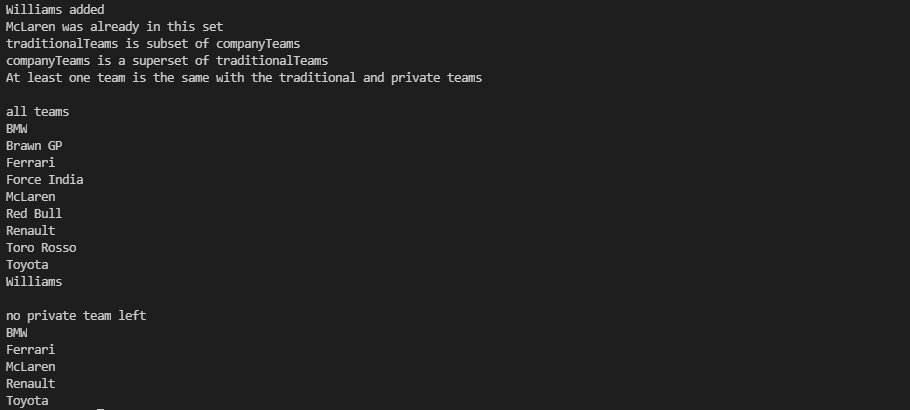 Williams added
McLaren was already in this set
traditionalTeams is subset of companyTeams
companyTeams is a superset of traditionalTeams
At least one team is the same with the traditional and private teams
all teams
BMW
Brawn GP
Ferrari
Force India
McLaren
Red Bull
Renault
Toro Rosso
Toyota
Williams
no private team left
BMW
Ferrari
McLaren
Renault
Toyota